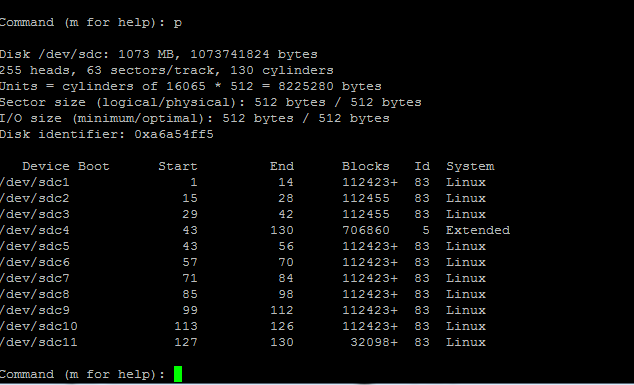 Command (m for help): p
Disk /dev/sdc: 1073 MB, 1073741824 bytes
255 heads, 63 sectors/track, 130 cylinders
Units = cylinders of 16065 * 512 = 8225280 bytes
Sector size (logical/physical): 512 bytes / 512 bytes
I/O size (minimum/optimal): 512 bytes / 512 bytes
Disk identifier: 0xa6a54ff5
Device Boot Start End Blocks Id System
/dev/sdc1 1 14 112423+ 83 Linux
/dev/sdc2 15 28 112455 83 Linux
/dev/sdc3 29 42 112455 83 Linux
/dev/sdc4 43 130 706860 5 Extended
/dev/sdc5 43 56 112423+ 83 Linux
/dev/sdc6 57 70 112423+ 83 Linux
/dev/sdc7 71 84 112423+ 83 Linux
/dev/sdc8 85 98 112423+ 83 Linux
/dev/sdc9 99 112 112423+ 83 Linux
/dev/sdc10 113 126 112423+ 83 Linux
/dev/sdc11 127 130 32098+ 83 Linux
Command (m for help):